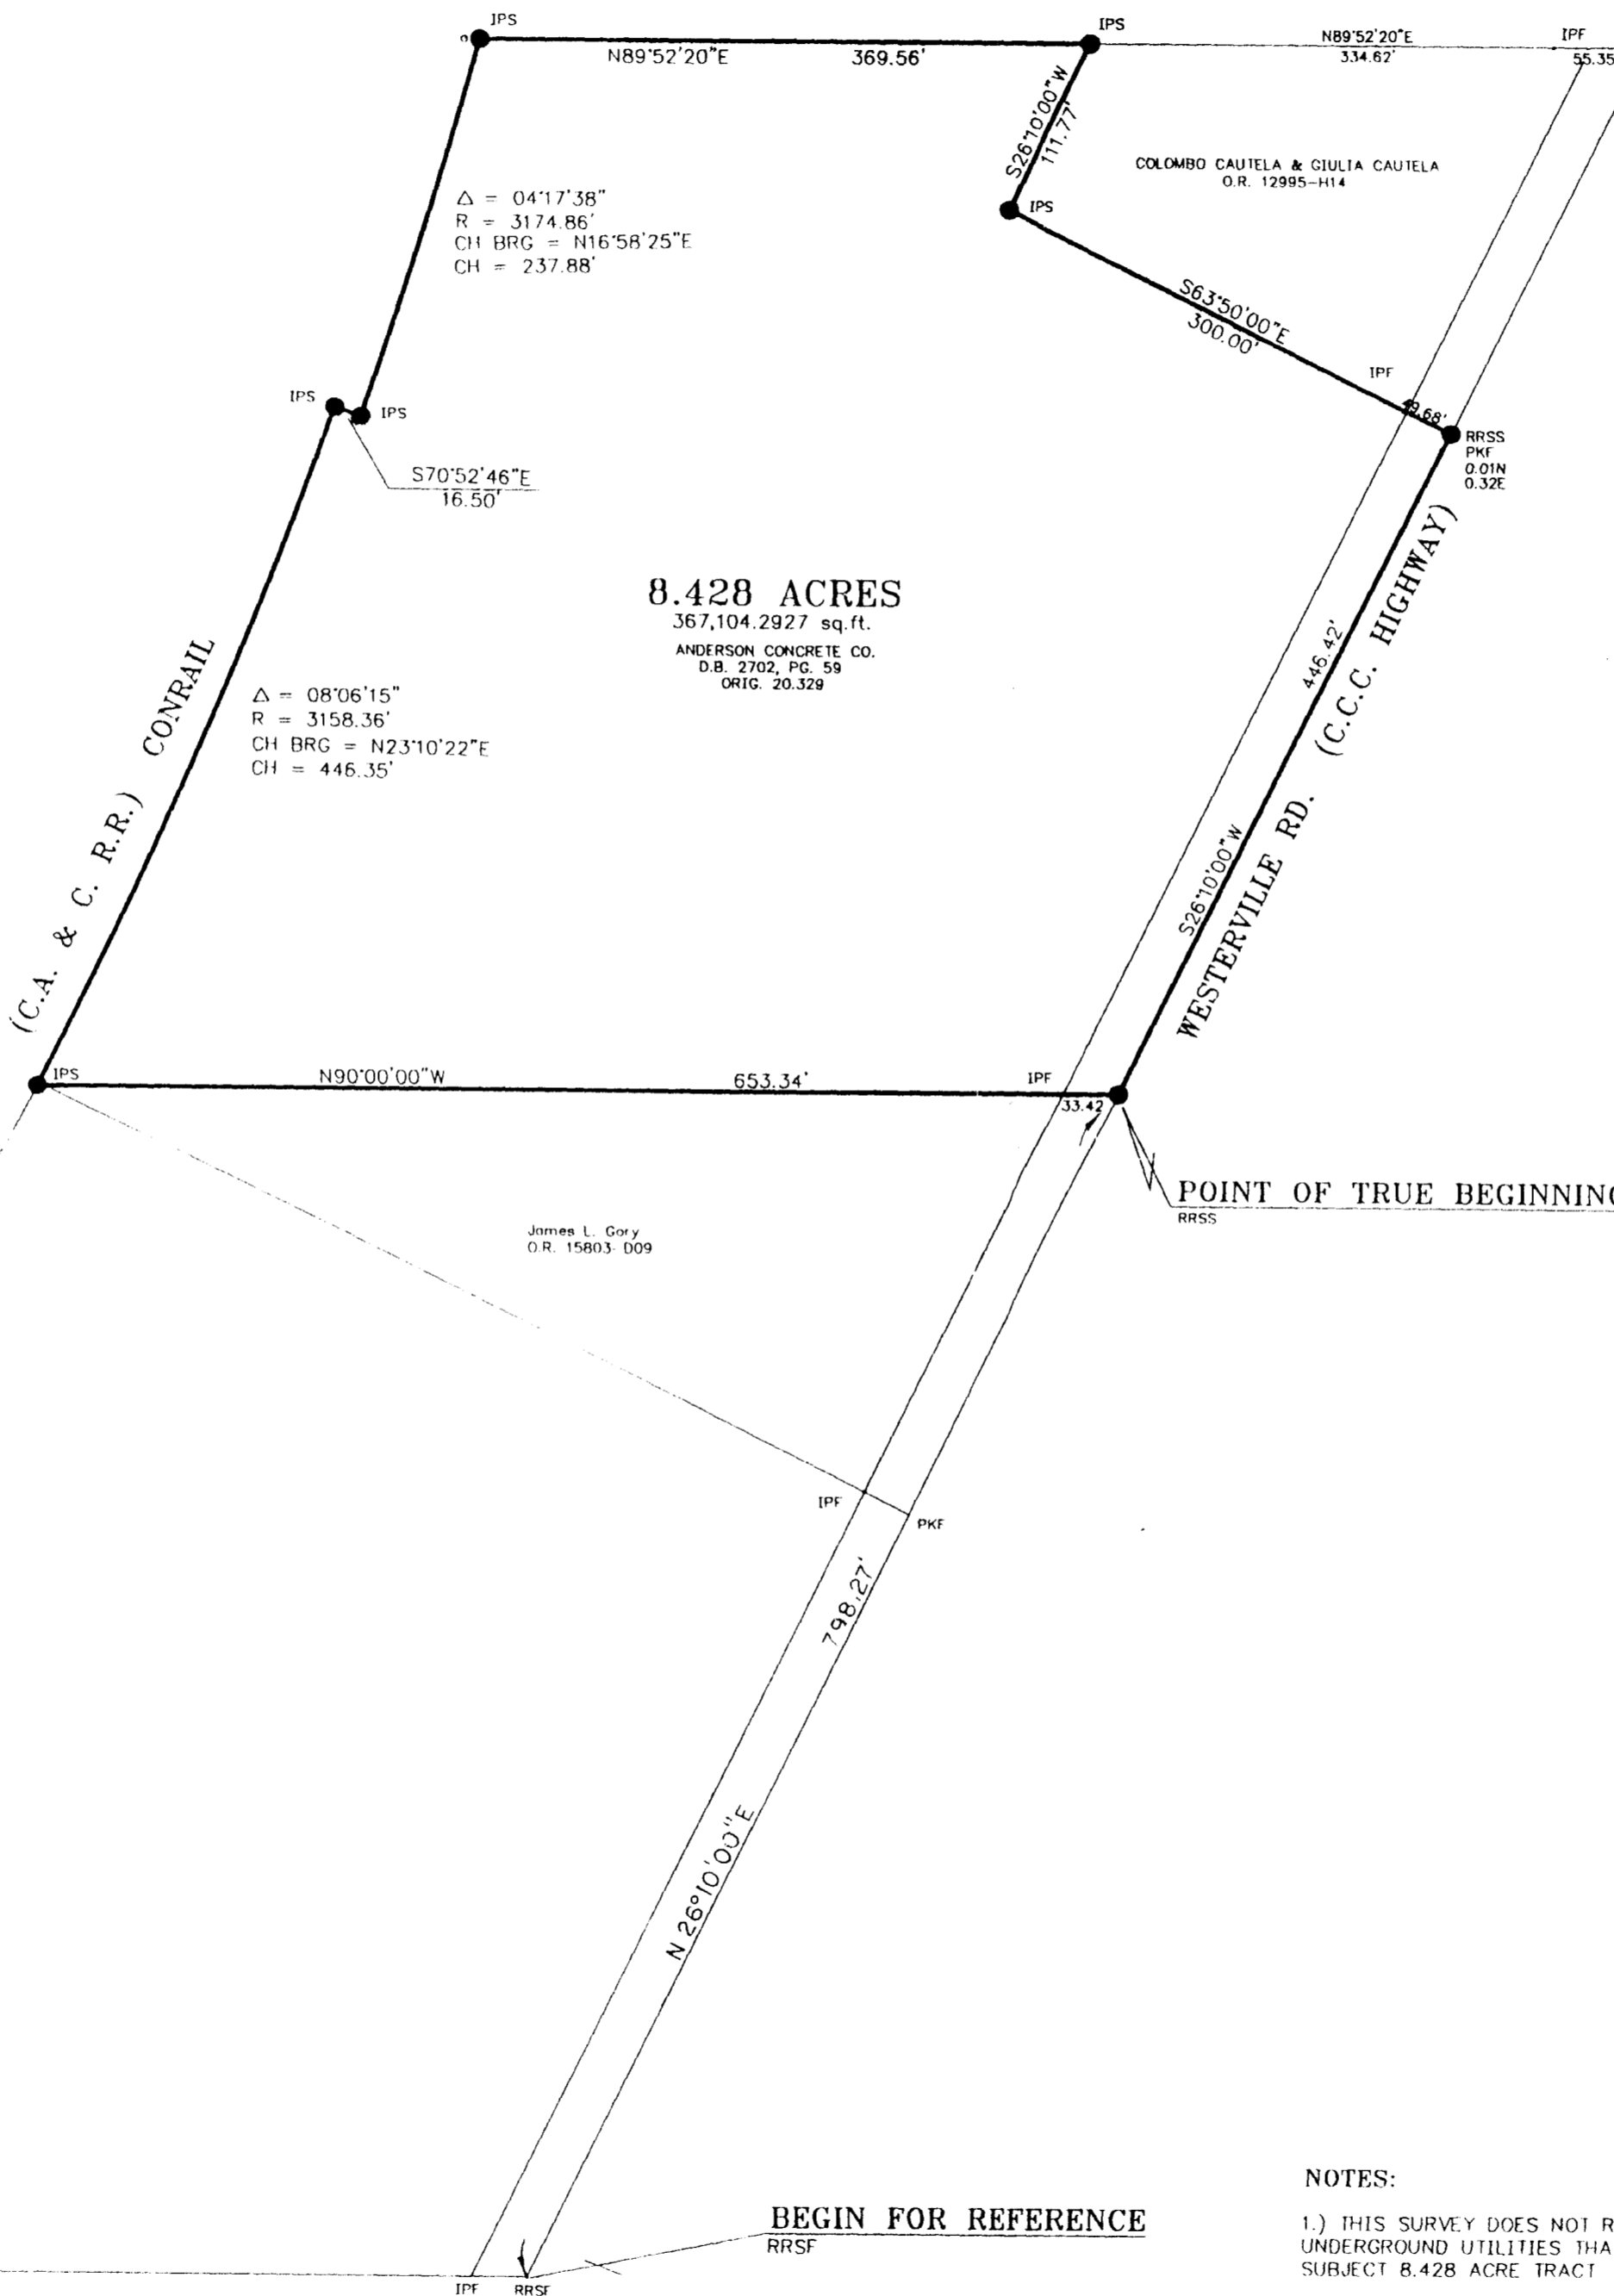 IPS
IPS
N89°52'20"E 369.56'
N89°52'20"E
334.62'
IPF
55.35
S26°10'00"W
111.77'
COLOMBO CAUTELA & GIULIA CAUTELA
O.R. 12995-H14
Δ = 04°17'38"
R = 3174.86'
CH BRG = N16°58'25"E
CH = 237.88'
IPS
S63°50'00"E
300.00'
IPF
49.68'
RRSS
PKF
0.01N
0.32E
IPS
IPS
S70°52'46"E
16.50'
8.428 ACRES
367,104.2927 sq.ft.
ANDERSON CONCRETE CO.
D.B. 2702, PG. 59
ORIG. 20.329
Δ = 08°06'15"
R = 3158.36'
CH BRG = N23°10'22"E
CH = 446.35'
(C.A. & C. R.R.) CONRAIL
446.42'
S26°10'00"W
WESTERVILLE RD. (C.C.C. HIGHWAY)
IPS
N90°00'00"W 653.34'
IPF
33.42
POINT OF TRUE BEGINNING
RRSS
James L. Gory
O.R. 15803-D09
IPF
PKF
798.27'
N 26°10'00"E
BEGIN FOR REFERENCE
RRSF
IPF
RRSF
NOTES:
1.) THIS SURVEY DOES NOT R
UNDERGROUND UTILITIES THA
SUBJECT 8.428 ACRE TRACT